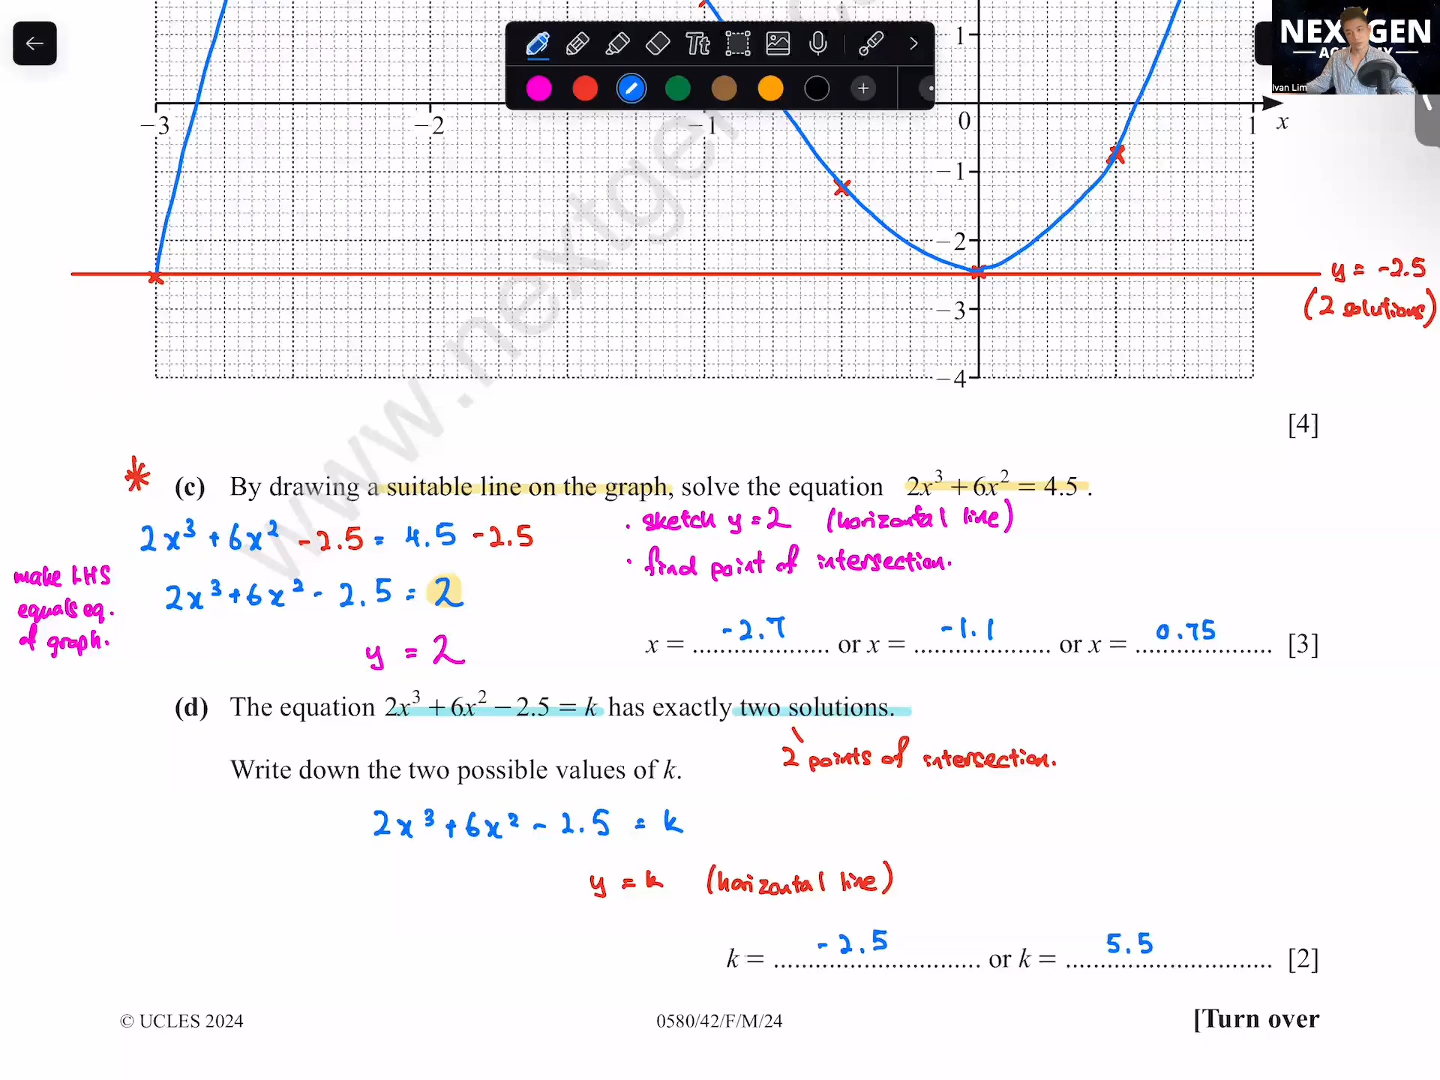 Tt
NEXTGEN
ACADEMY
Ivan Lim
1
−3
−2
−1
0
1
x
−1
−2
y = -2.5
(2 solutions)
−3
−4
www.nextge
[4]
* (c) By drawing a suitable line on the graph, solve the equation 2x³ + 6x² = 4.5 .
2x³ + 6x² - 2.5 = 4.5 - 2.5
· sketch y = 2 (horizontal line)
· find point of intersection.
make LHS
equals eq.
of graph.
2x³ + 6x² - 2.5 = 2
y = 2
x = -2.7 or x = -1.1 or x = 0.75 [3]
(d) The equation 2x³ + 6x² − 2.5 = k has exactly two solutions.
2 points of intersection.
Write down the two possible values of k.
2x³ + 6x² - 2.5 = k
y = k (horizontal line)
k = -2.5 or k = 5.5 [2]
© UCLES 2024
0580/42/F/M/24
[Turn over